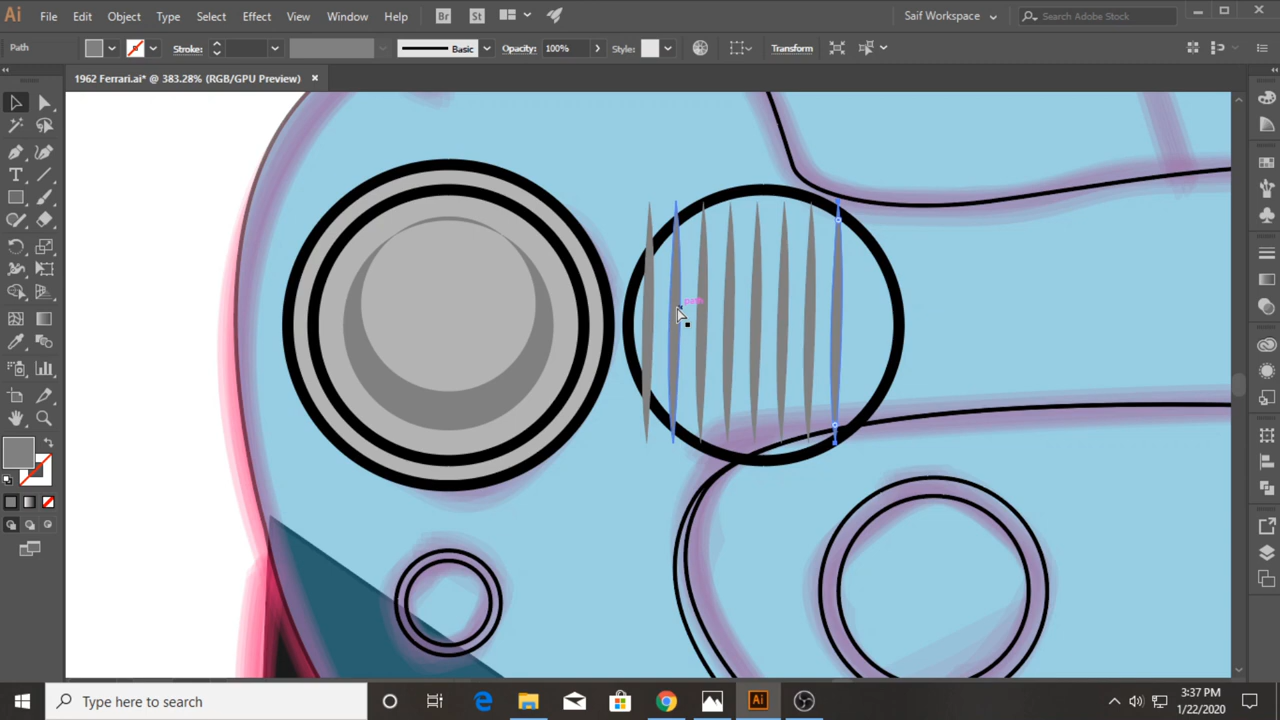 Ai File Edit Object Type Select Effect View Window Help Br St Saif Workspace Search Adobe Stock
Path Stroke: Basic Opacity: 100% Style: Transform
1962 Ferrari.ai* @ 383.28% (RGB/GPU Preview)
path
Type here to search
Ai
3:37 PM
1/22/2020